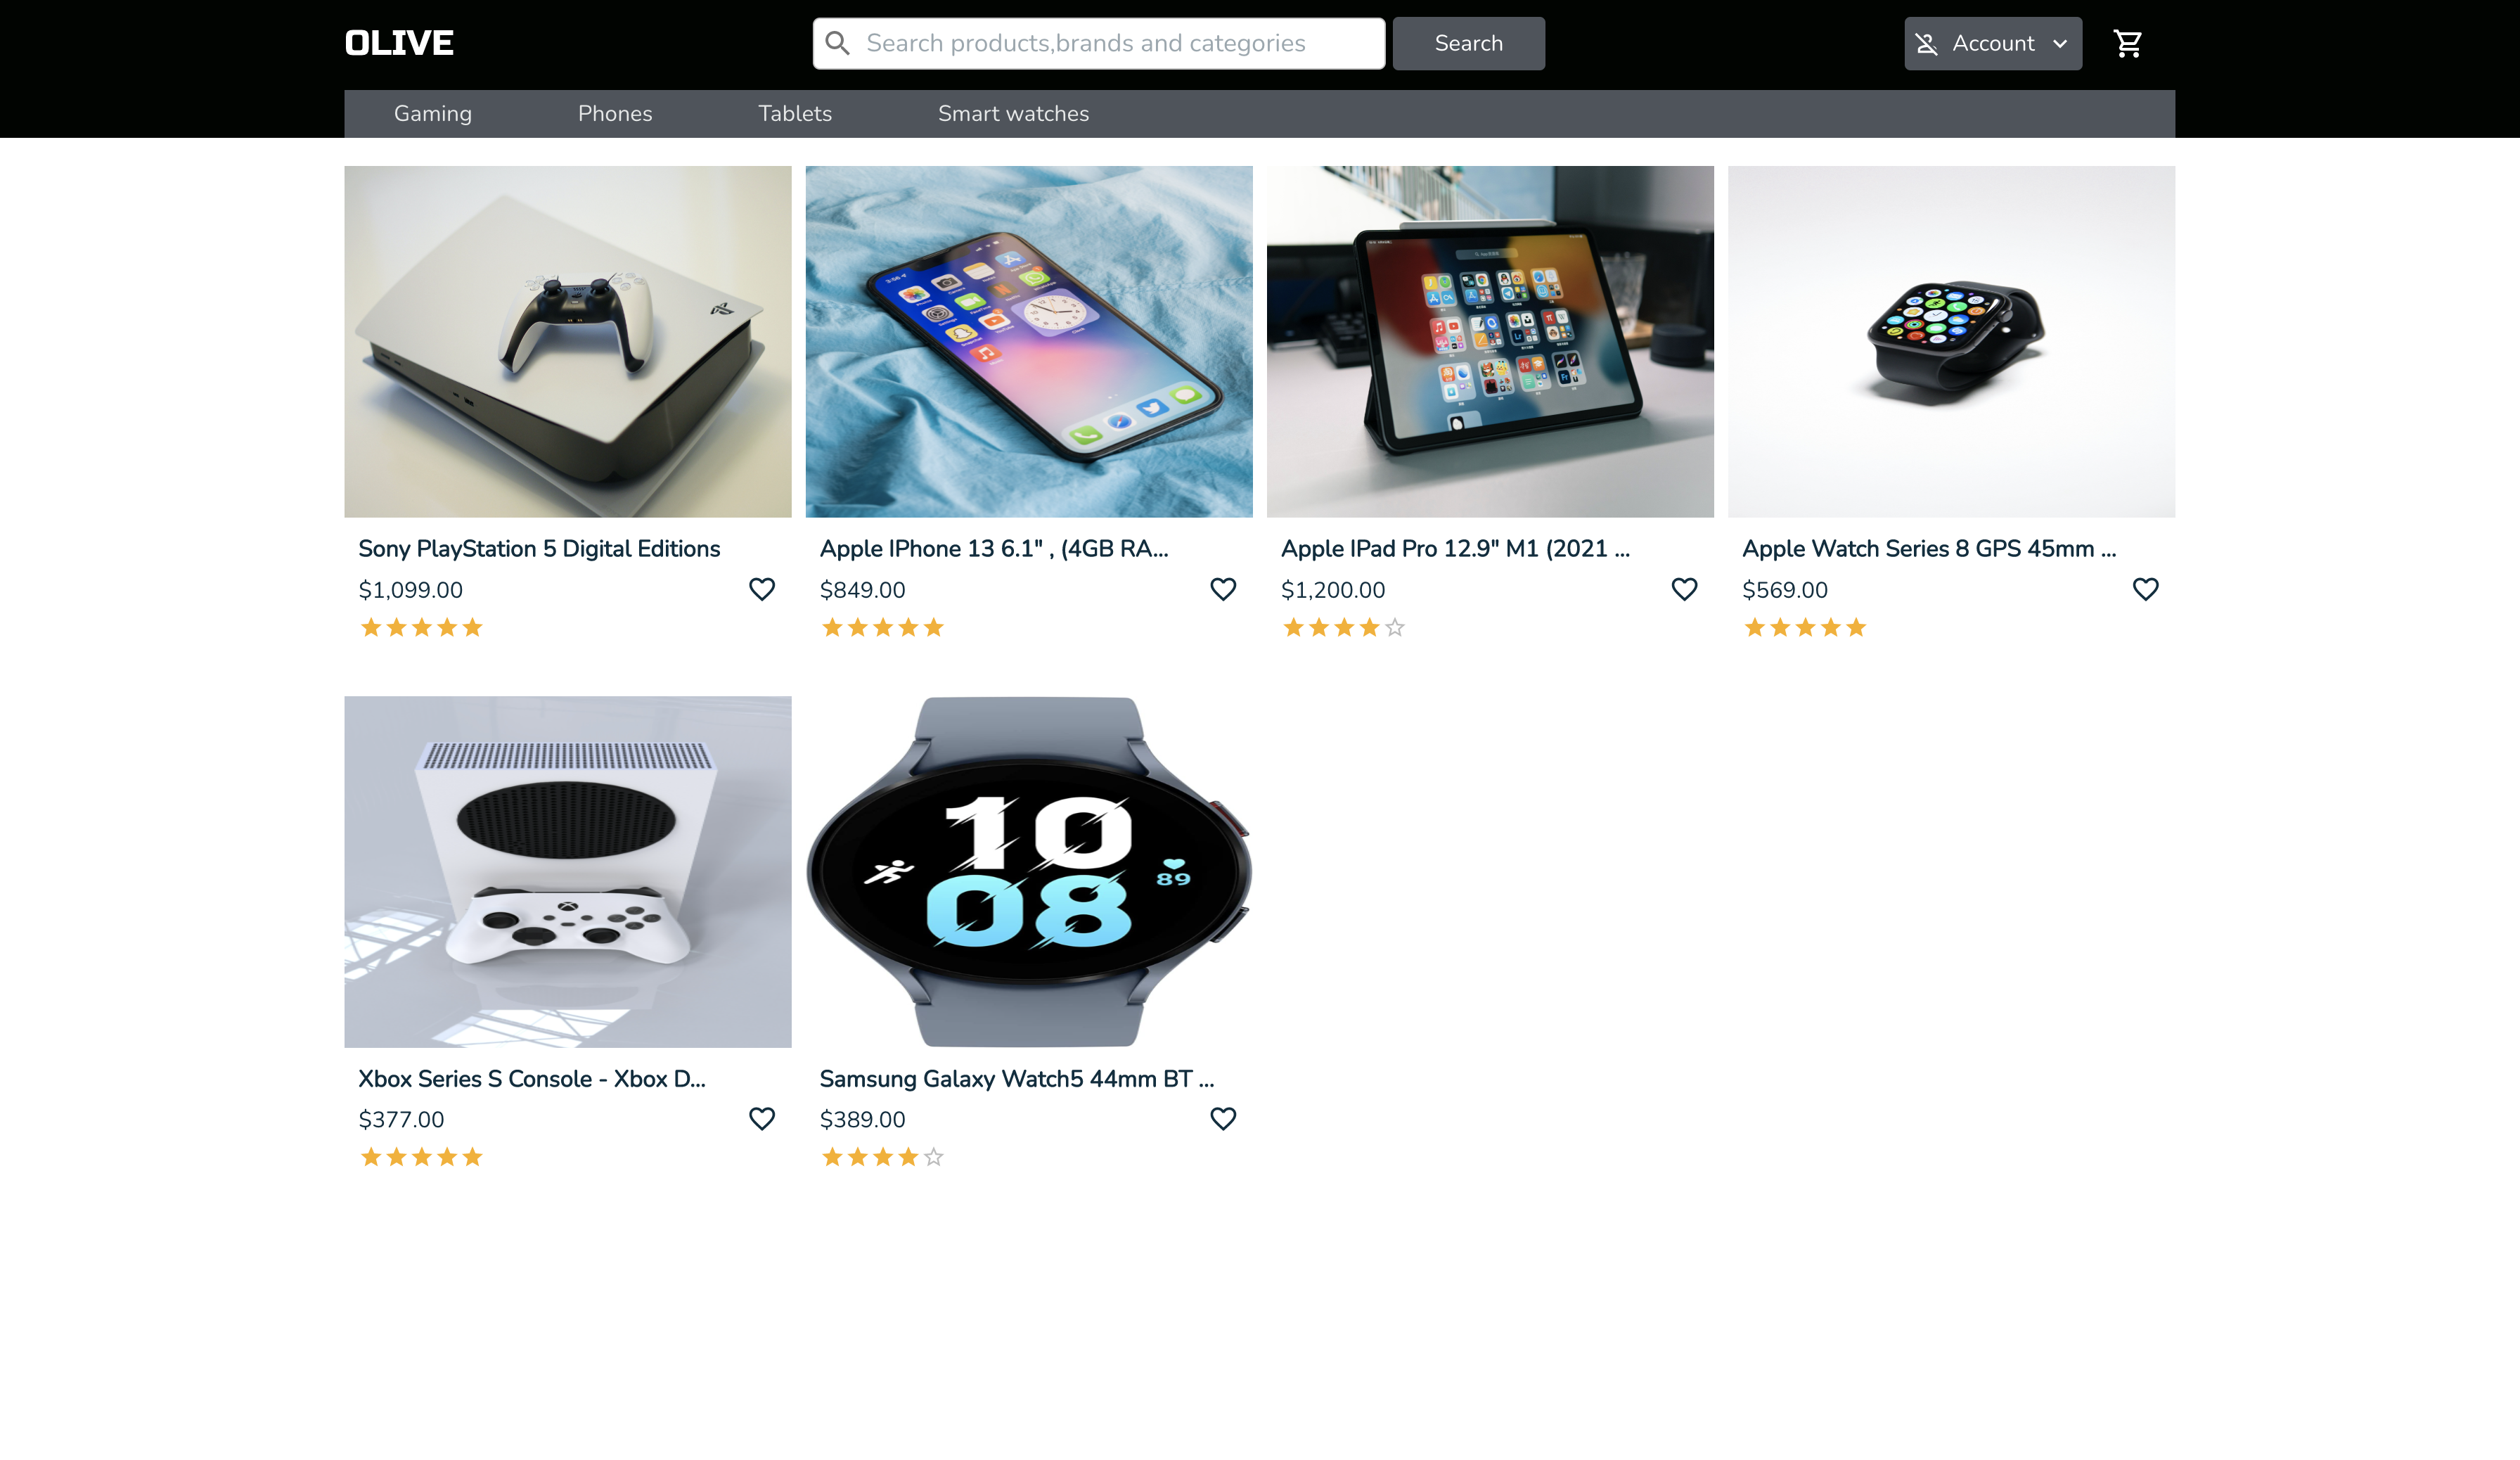 OLIVE
Search products,brands and categories
Search
Account
Gaming
Phones
Tablets
Smart watches
Sony PlayStation 5 Digital Editions
$1,099.00
Apple IPhone 13 6.1" , (4GB RA...
$849.00
Apple IPad Pro 12.9" M1 (2021 ...
$1,200.00
Apple Watch Series 8 GPS 45mm ...
$569.00
10
08
89
Xbox Series S Console - Xbox D...
$377.00
Samsung Galaxy Watch5 44mm BT ...
$389.00